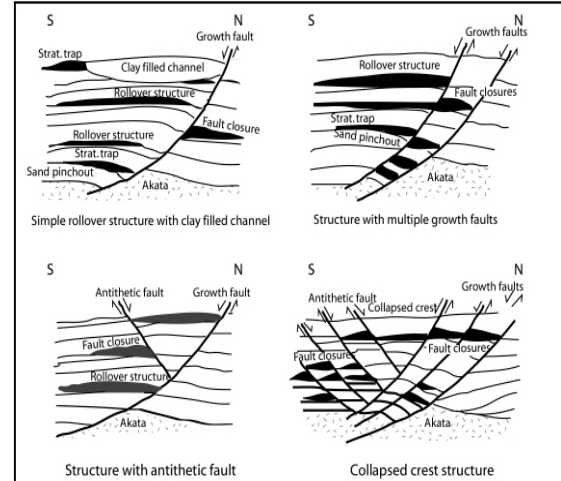 S N
Growth fault
Strat. trap
Clay filled channel
Rollover structure
Fault closure
Rollover structure
Strat. trap
Sand pinchout
Akata
Simple rollover structure with clay filled channel
S N
Growth faults
Rollover structure
Fault closures
Strat. trap
Sand pinchout
Akata
Structure with multiple growth faults
S N
Antithetic fault Growth fault
Fault closure
Rollover structure
Akata
Structure with antithetic fault
S N
Growth faults
Antithetic fault
Collapsed crest
Fault closures
Fault closures
Akata
Collapsed crest structure